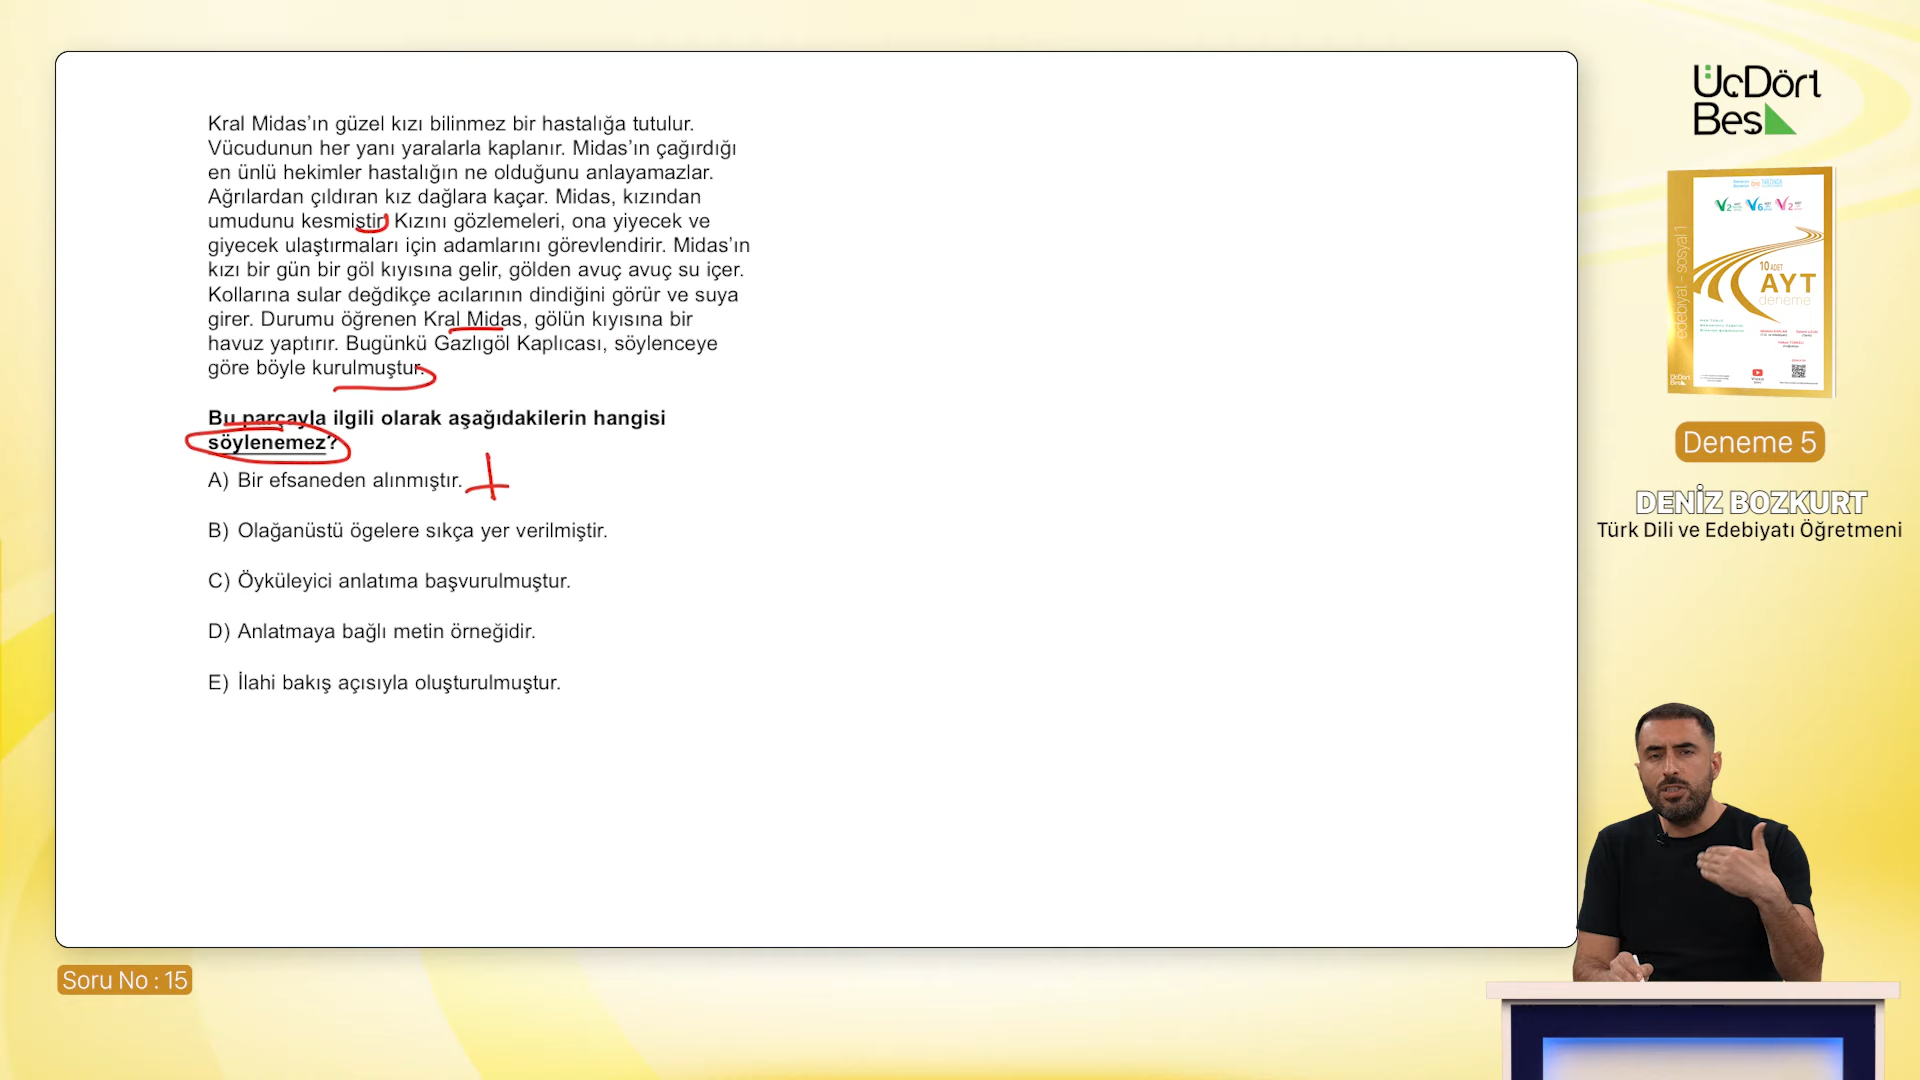 Kral Midas’ın güzel kızı bilinmez bir hastalığa tutulur.
Vücudunun her yanı yaralarla kaplanır. Midas’ın çağırdığı
en ünlü hekimler hastalığın ne olduğunu anlayamazlar.
Ağrılardan çıldıran kız dağlara kaçar. Midas, kızından
umudunu kesmiştir. Kızını gözlemeleri, ona yiyecek ve
giyecek ulaştırmaları için adamlarını görevlendirir. Midas’ın
kızı bir gün bir göl kıyısına gelir, gölden avuç avuç su içer.
Kollarına sular değdikçe acılarının dindiğini görür ve suya
girer. Durumu öğrenen Kral Midas, gölün kıyısına bir
havuz yaptırır. Bugünkü Gazlıgöl Kaplıcası, söylenceye
göre böyle kurulmuştur.
Bu parçayla ilgili olarak aşağıdakilerin hangisi
söylenemez?
A) Bir efsaneden alınmıştır.
B) Olağanüstü ögelere sıkça yer verilmiştir.
C) Öyküleyici anlatıma başvurulmuştur.
D) Anlatmaya bağlı metin örneğidir.
E) İlahi bakış açısıyla oluşturulmuştur.
Soru No : 15
ÜçDört
Beş
edebiyat - sosyal 1
10 ADET
AYT
deneme
Deneme 5
DENİZ BOZKURT
Türk Dili ve Edebiyatı Öğretmeni